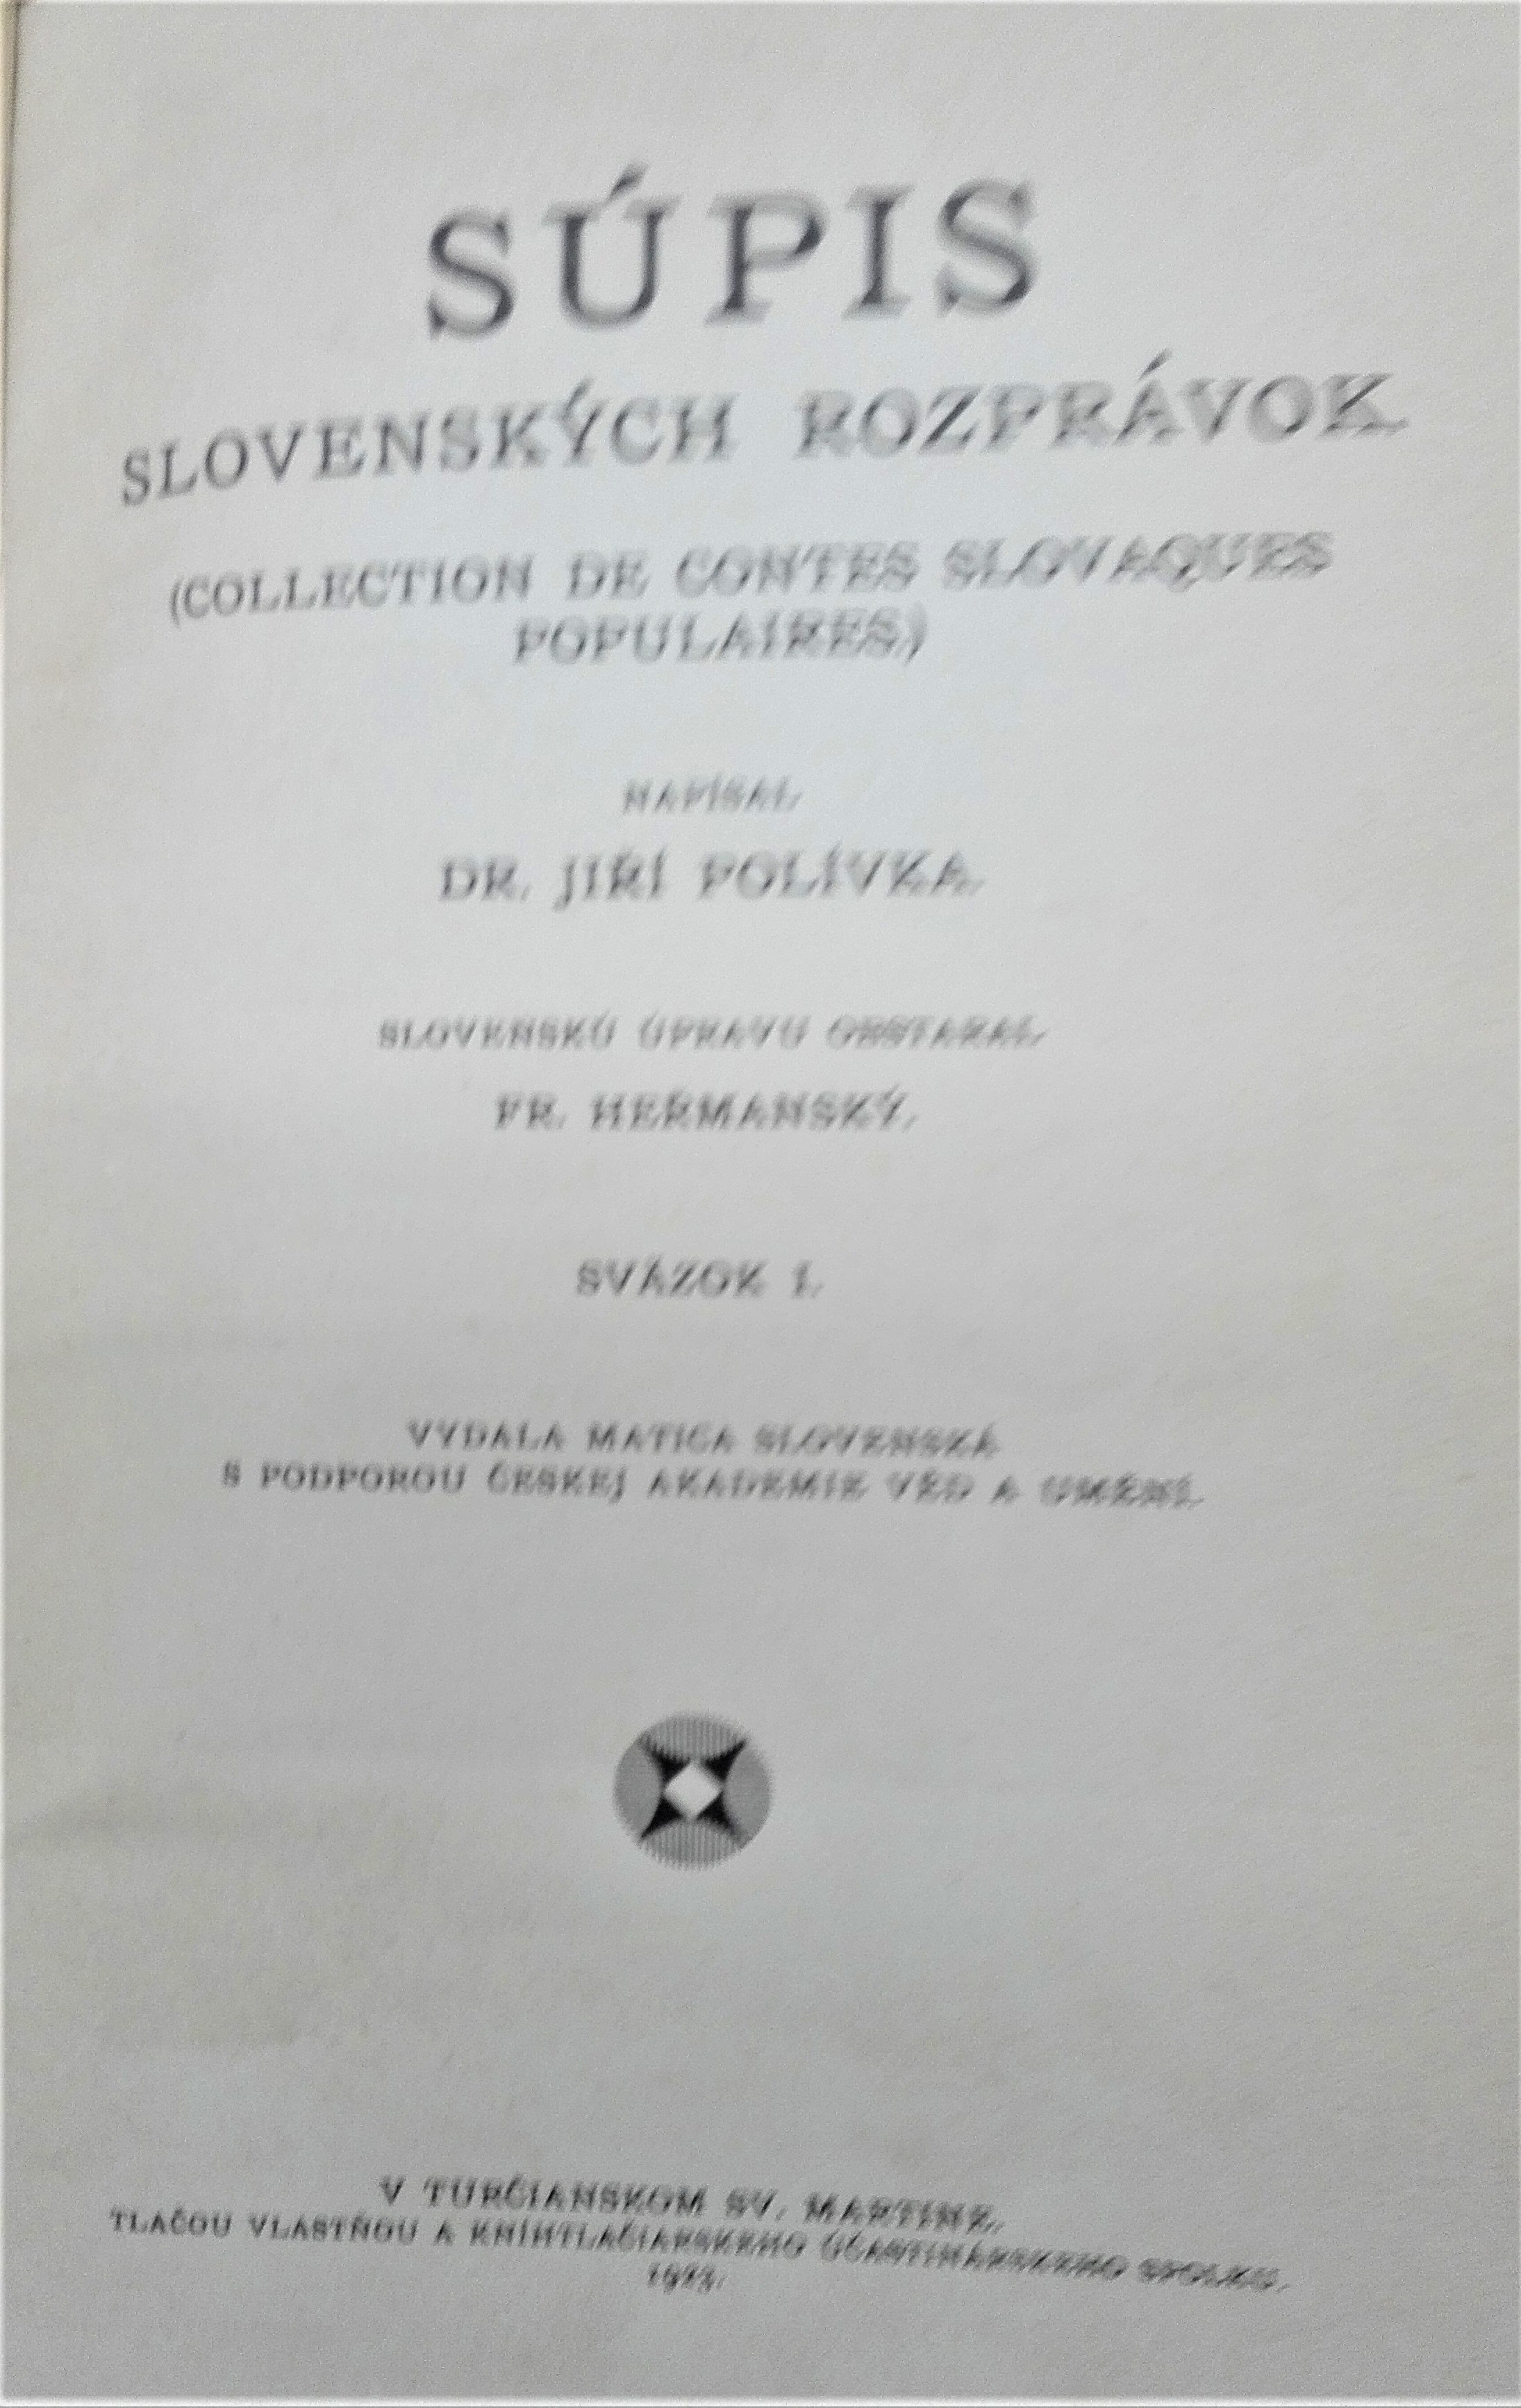 SÚPIS
SLOVENSKÝCH ROZPRÁVOK
(COLLECTION DE CONTES SLOVAQUES
POPULAIRES)
NAPÍSAL
DR. JIŘÍ POLÍVKA.
SLOVENSKÚ ÚPRAVU OBSTARAL
FR. HEŘMANSKÝ.
SVÄZOK I.
VYDALA MATICA SLOVENSKÁ
S PODPOROU ČESKEJ AKADEMIE VĚD A UMĚNÍ.
V TURČIANSKOM SV. MARTINE.
TLAČOU VLASTŇOU A KNÍHTLAČIARSKEHO ÚČASTINÁRSKEHO SPOLKU.